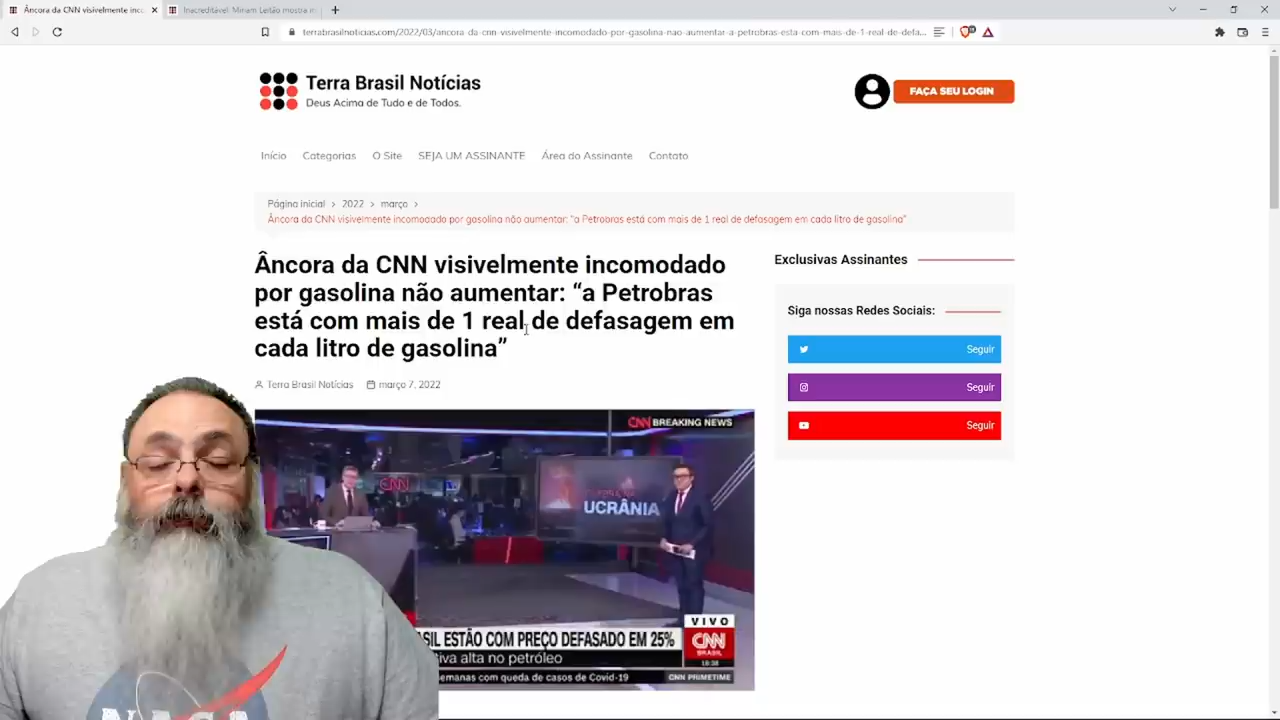 Âncora da CNN visivelmente inco
Inacreditável: Miriam Leitão mostra
terrabrasilnoticias.com/2022/03/ancora-da-cnn-visivelmente-incomodado-por-gasolina-nao-aumentar-a-petrobras-esta-com-mais-de-1-real-de-defa...
Terra Brasil Notícias
Deus Acima de Tudo e de Todos.
FAÇA SEU LOGIN
Início Categorias O Site SEJA UM ASSINANTE Área do Assinante Contato
Página inicial > 2022 > março >
Âncora da CNN visivelmente incomodado por gasolina não aumentar: “a Petrobras está com mais de 1 real de defasagem em cada litro de gasolina”
Âncora da CNN visivelmente incomodado
por gasolina não aumentar: “a Petrobras
está com mais de 1 real de defasagem em
cada litro de gasolina”
Terra Brasil Notícias março 7, 2022
Exclusivas Assinantes
Siga nossas Redes Sociais:
Seguir
Seguir
Seguir
CNN BREAKING NEWS
CNN
UCRÂNIA
SIL ESTÃO COM PREÇO DEFASADO EM 25%
iva alta no petróleo
emanas com queda de casos de Covid-19
VIVO
CNN
BRASIL
18:38
CNN PRIMETIME
NASA